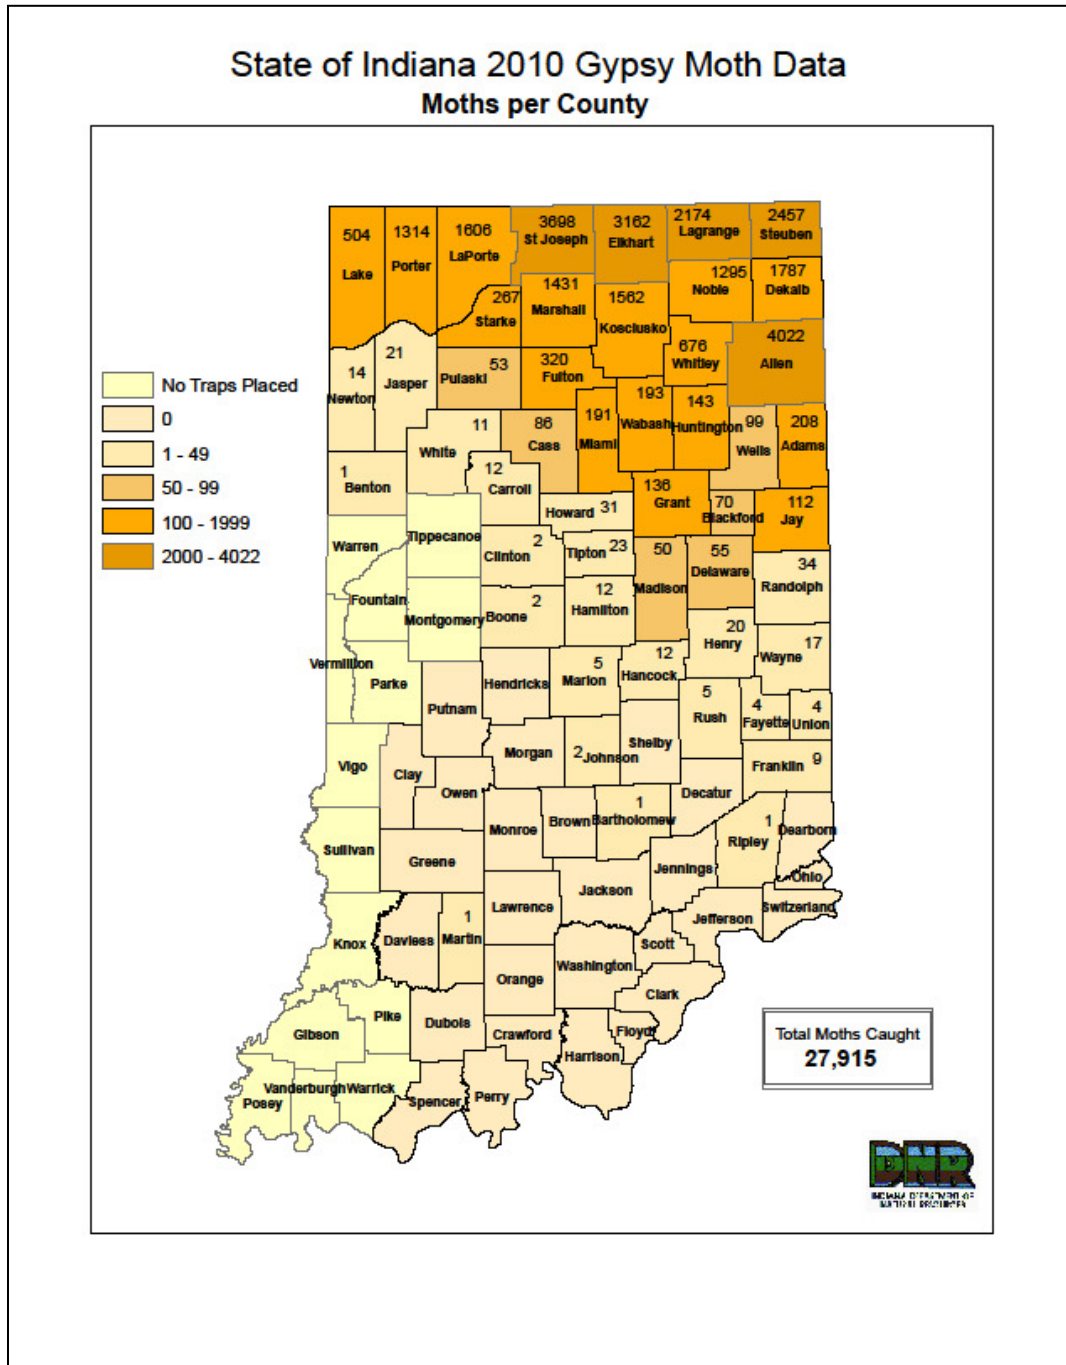 State of Indiana 2010 Gypsy Moth Data
Moths per County
504
Lake
1314
Porter
1606
LaPorte
3698
St Joseph
3162
Elkhart
2174
Lagrange
2457
Steuben
267
Starke
1431
Marshall
1562
Kosciusko
1295
Noble
1787
Dekalb
14
Newton
21
Jasper
53
Pulaski
320
Fulton
676
Whitley
4022
Allen
No Traps Placed
0
1 - 49
50 - 99
100 - 1999
2000 - 4022
11
White
86
Cass
191
Miami
193
Wabash
143
Huntington
99
Wells
208
Adams
1
Benton
12
Carroll
Howard 31
136
Grant
70
Blackford
112
Jay
Warren
Tippecanoe
2
Clinton
Tipton 23
50
Madison
55
Delaware
34
Randolph
Fountain
Montgomery
2
Boone
12
Hamilton
20
Henry
17
Wayne
Vermillion
Parke
Putnam
Hendricks
5
Marion
12
Hancock
5
Rush
4
Fayette
4
Union
Vigo
Clay
Owen
Morgan
2 Johnson
Shelby
Decatur
Franklin 9
Sullivan
Greene
Monroe
Brown
1
Bartholomew
Jennings
1
Ripley
Dearborn
Ohio
Switzerland
Knox
Daviess
1
Martin
Lawrence
Jackson
Jefferson
Scott
Orange
Washington
Clark
Gibson
Pike
Dubois
Crawford
Harrison
Floyd
Posey
Vanderburgh
Warrick
Spencer
Perry
Total Moths Caught
27,915
DNR
INDIANA DEPARTMENT OF
NATURAL RESOURCES